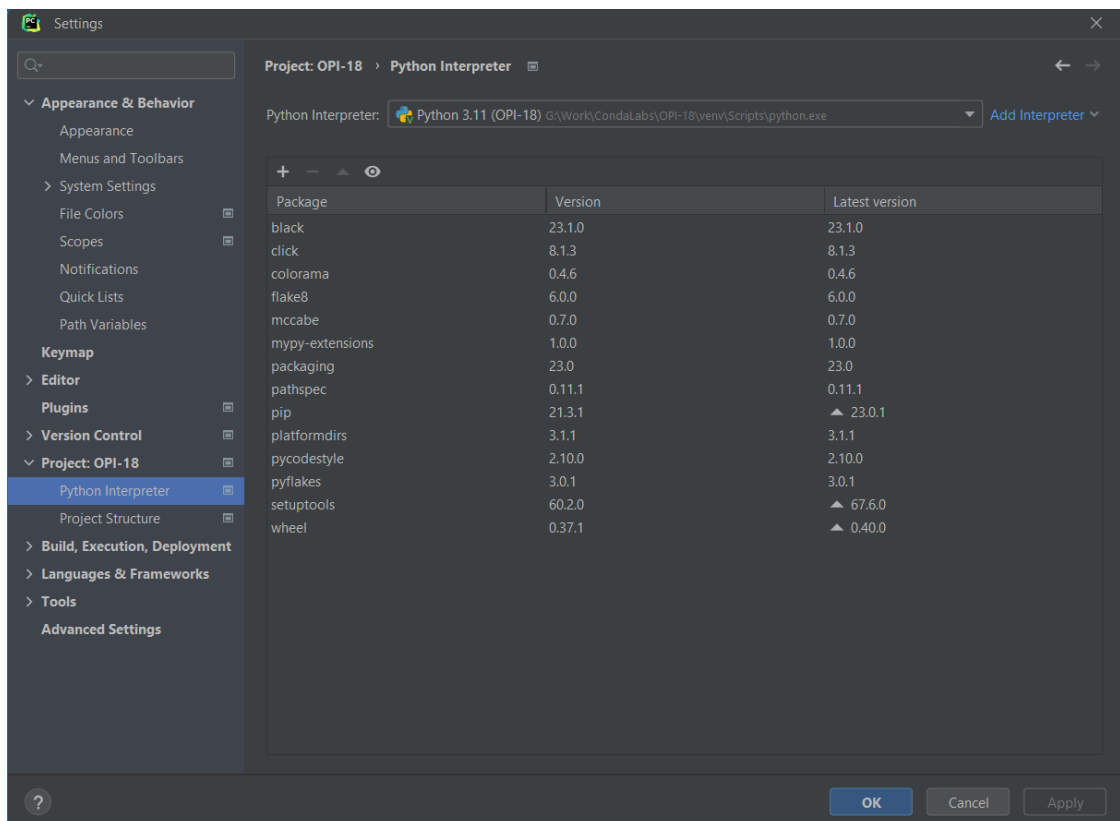 PC Settings
Project: OPI-18 › Python Interpreter
Python Interpreter: Python 3.11 (OPI-18) G:\Work\CondaLabs\OPI-18\venv\Scripts\python.exe Add Interpreter
Appearance & Behavior
Appearance
Menus and Toolbars
System Settings
File Colors
Scopes
Notifications
Quick Lists
Path Variables
Keymap
Editor
Plugins
Version Control
Project: OPI-18
Python Interpreter
Project Structure
Build, Execution, Deployment
Languages & Frameworks
Tools
Advanced Settings
Package Version Latest version
black 23.1.0 23.1.0
click 8.1.3 8.1.3
colorama 0.4.6 0.4.6
flake8 6.0.0 6.0.0
mccabe 0.7.0 0.7.0
mypy-extensions 1.0.0 1.0.0
packaging 23.0 23.0
pathspec 0.11.1 0.11.1
pip 21.3.1 23.0.1
platformdirs 3.1.1 3.1.1
pycodestyle 2.10.0 2.10.0
pyflakes 3.0.1 3.0.1
setuptools 60.2.0 67.6.0
wheel 0.37.1 0.40.0
? OK Cancel Apply